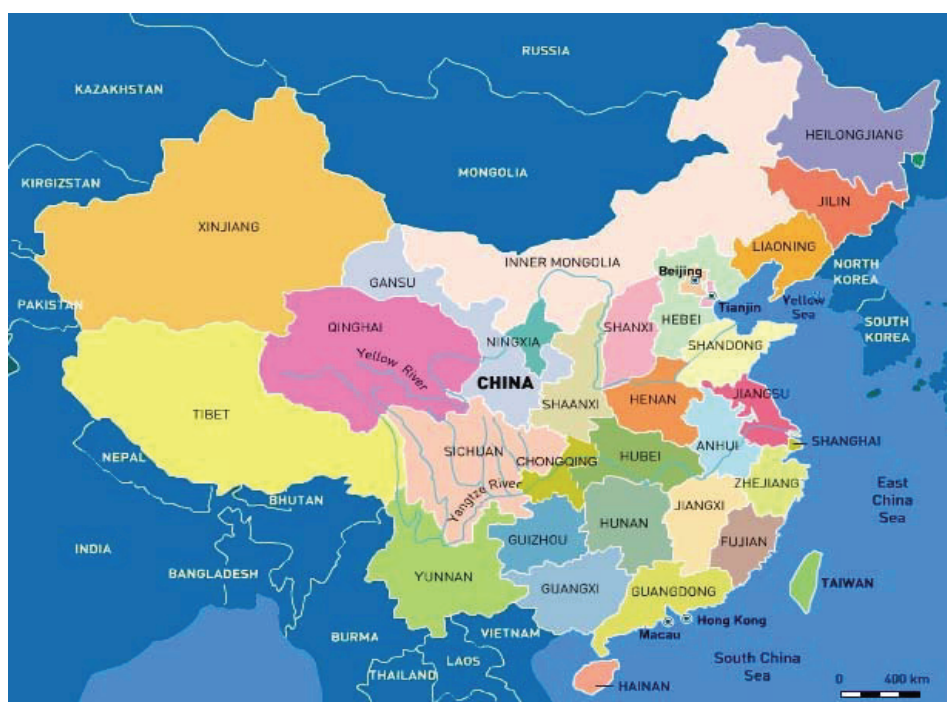 RUSSIA
KAZAKHSTAN
HEILONGJIANG
MONGOLIA
KIRGIZSTAN
JILIN
XINJIANG
LIAONING
INNER MONGOLIA
NORTH
KOREA
Beijing
GANSU
Tianjin
Yellow
Sea
PAKISTAN
QINGHAI
SHANXI
HEBEI
SOUTH
KOREA
NINGXIA
SHANDONG
Yellow River
CHINA
JIANGSU
HENAN
SHAANXI
TIBET
SHANGHAI
ANHUI
NEPAL
SICHUAN
CHONGQING
HUBEI
ZHEJIANG
East
China
Sea
Yangtze River
BHUTAN
JIANGXI
HUNAN
INDIA
GUIZHOU
FUJIAN
BANGLADESH
YUNNAN
GUANGXI
GUANGDONG
TAIWAN
Hong Kong
Macau
BURMA
VIETNAM
LAOS
South China
Sea
THAILAND
HAINAN
0 400 km